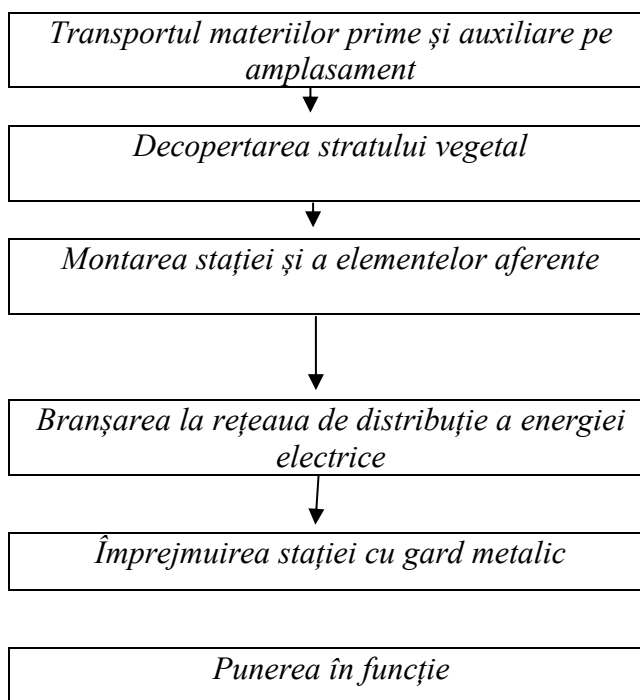 Transportul materiilor prime și auxiliare pe
amplasament
Decopertarea stratului vegetal
Montarea stației și a elementelor aferente
Branșarea la rețeaua de distribuție a energiei
electrice
Împrejmuirea stației cu gard metalic
Punerea în funcție